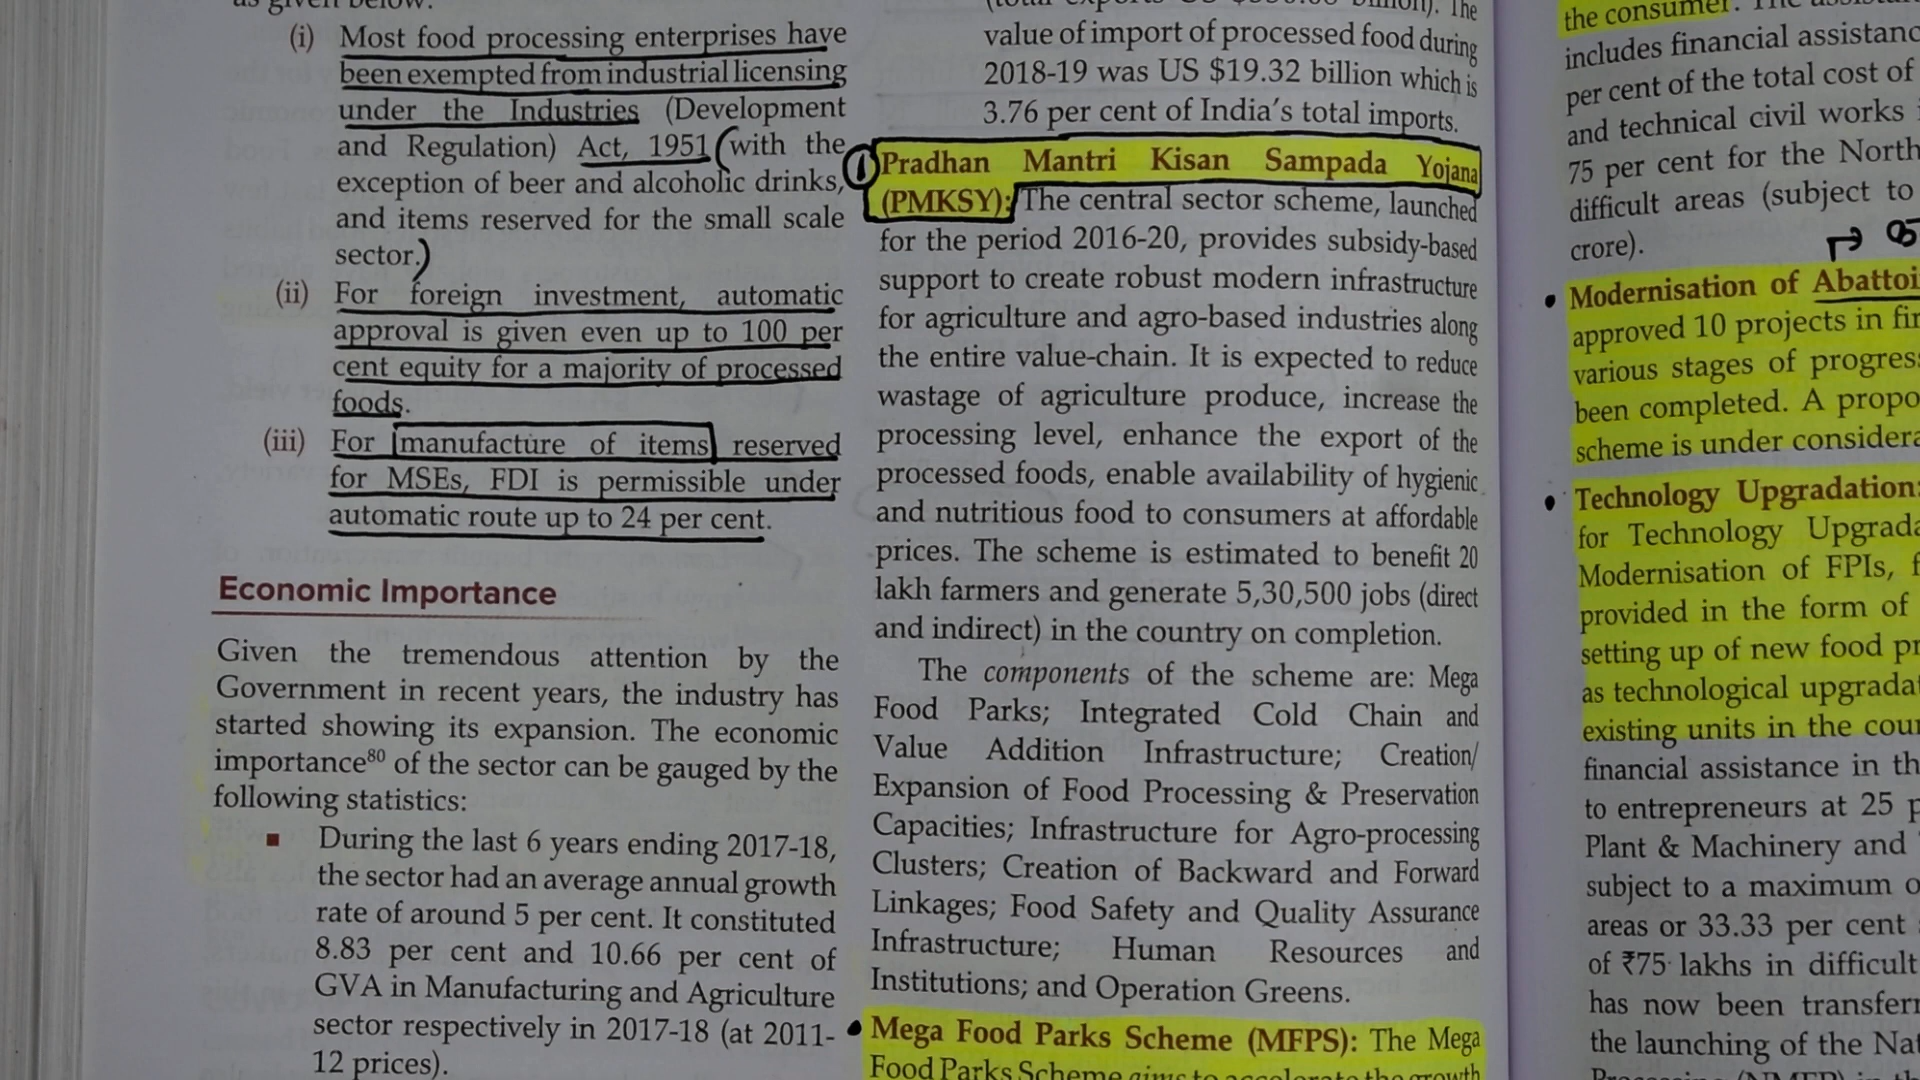 as given below.
(i) Most food processing enterprises have
been exempted from industrial licensing
under the Industries (Development
and Regulation) Act, 1951 (with the
exception of beer and alcoholic drinks,
and items reserved for the small scale
sector.)
(ii) For foreign investment, automatic
approval is given even up to 100 per
cent equity for a majority of processed
foods.
(iii) For manufacture of items reserved
for MSEs, FDI is permissible under
automatic route up to 24 per cent.
Economic Importance
Given the tremendous attention by the
Government in recent years, the industry has
started showing its expansion. The economic
importance80 of the sector can be gauged by the
following statistics:
▪ During the last 6 years ending 2017-18,
the sector had an average annual growth
rate of around 5 per cent. It constituted
8.83 per cent and 10.66 per cent of
GVA in Manufacturing and Agriculture
sector respectively in 2017-18 (at 2011-
12 prices).
The
value of import of processed food during
2018-19 was US $19.32 billion which is
3.76 per cent of India's total imports.
1 Pradhan Mantri Kisan Sampada Yojana
(PMKSY): The central sector scheme, launched
for the period 2016-20, provides subsidy-based
support to create robust modern infrastructure
for agriculture and agro-based industries along
the entire value-chain. It is expected to reduce
wastage of agriculture produce, increase the
processing level, enhance the export of the
processed foods, enable availability of hygienic
and nutritious food to consumers at affordable
prices. The scheme is estimated to benefit 20
lakh farmers and generate 5,30,500 jobs (direct
and indirect) in the country on completion.
The components of the scheme are: Mega
Food Parks; Integrated Cold Chain and
Value Addition Infrastructure; Creation/
Expansion of Food Processing & Preservation
Capacities; Infrastructure for Agro-processing
Clusters; Creation of Backward and Forward
Linkages; Food Safety and Quality Assurance
Infrastructure; Human Resources and
Institutions; and Operation Greens.
• Mega Food Parks Scheme (MFPS): The Mega
Food Parks Scheme aims to accelerate the growth
the consumer. The
includes financial
per cent of the total cost of
and technical civil works
75 per cent for the North
difficult areas (subject to
crore).
• Modernisation of
approved 10 projects in
various stages of
been completed. A
scheme is under
• Technology Upgradation:
for Technology
Modernisation of FPIs,
provided in the form of
setting up of new food
as technological
existing units in the
financial assistance in
to entrepreneurs at 25
Plant & Machinery and
subject to a maximum
areas or 33.33 per cent
of ₹75 lakhs in difficult
has now been
the launching of the